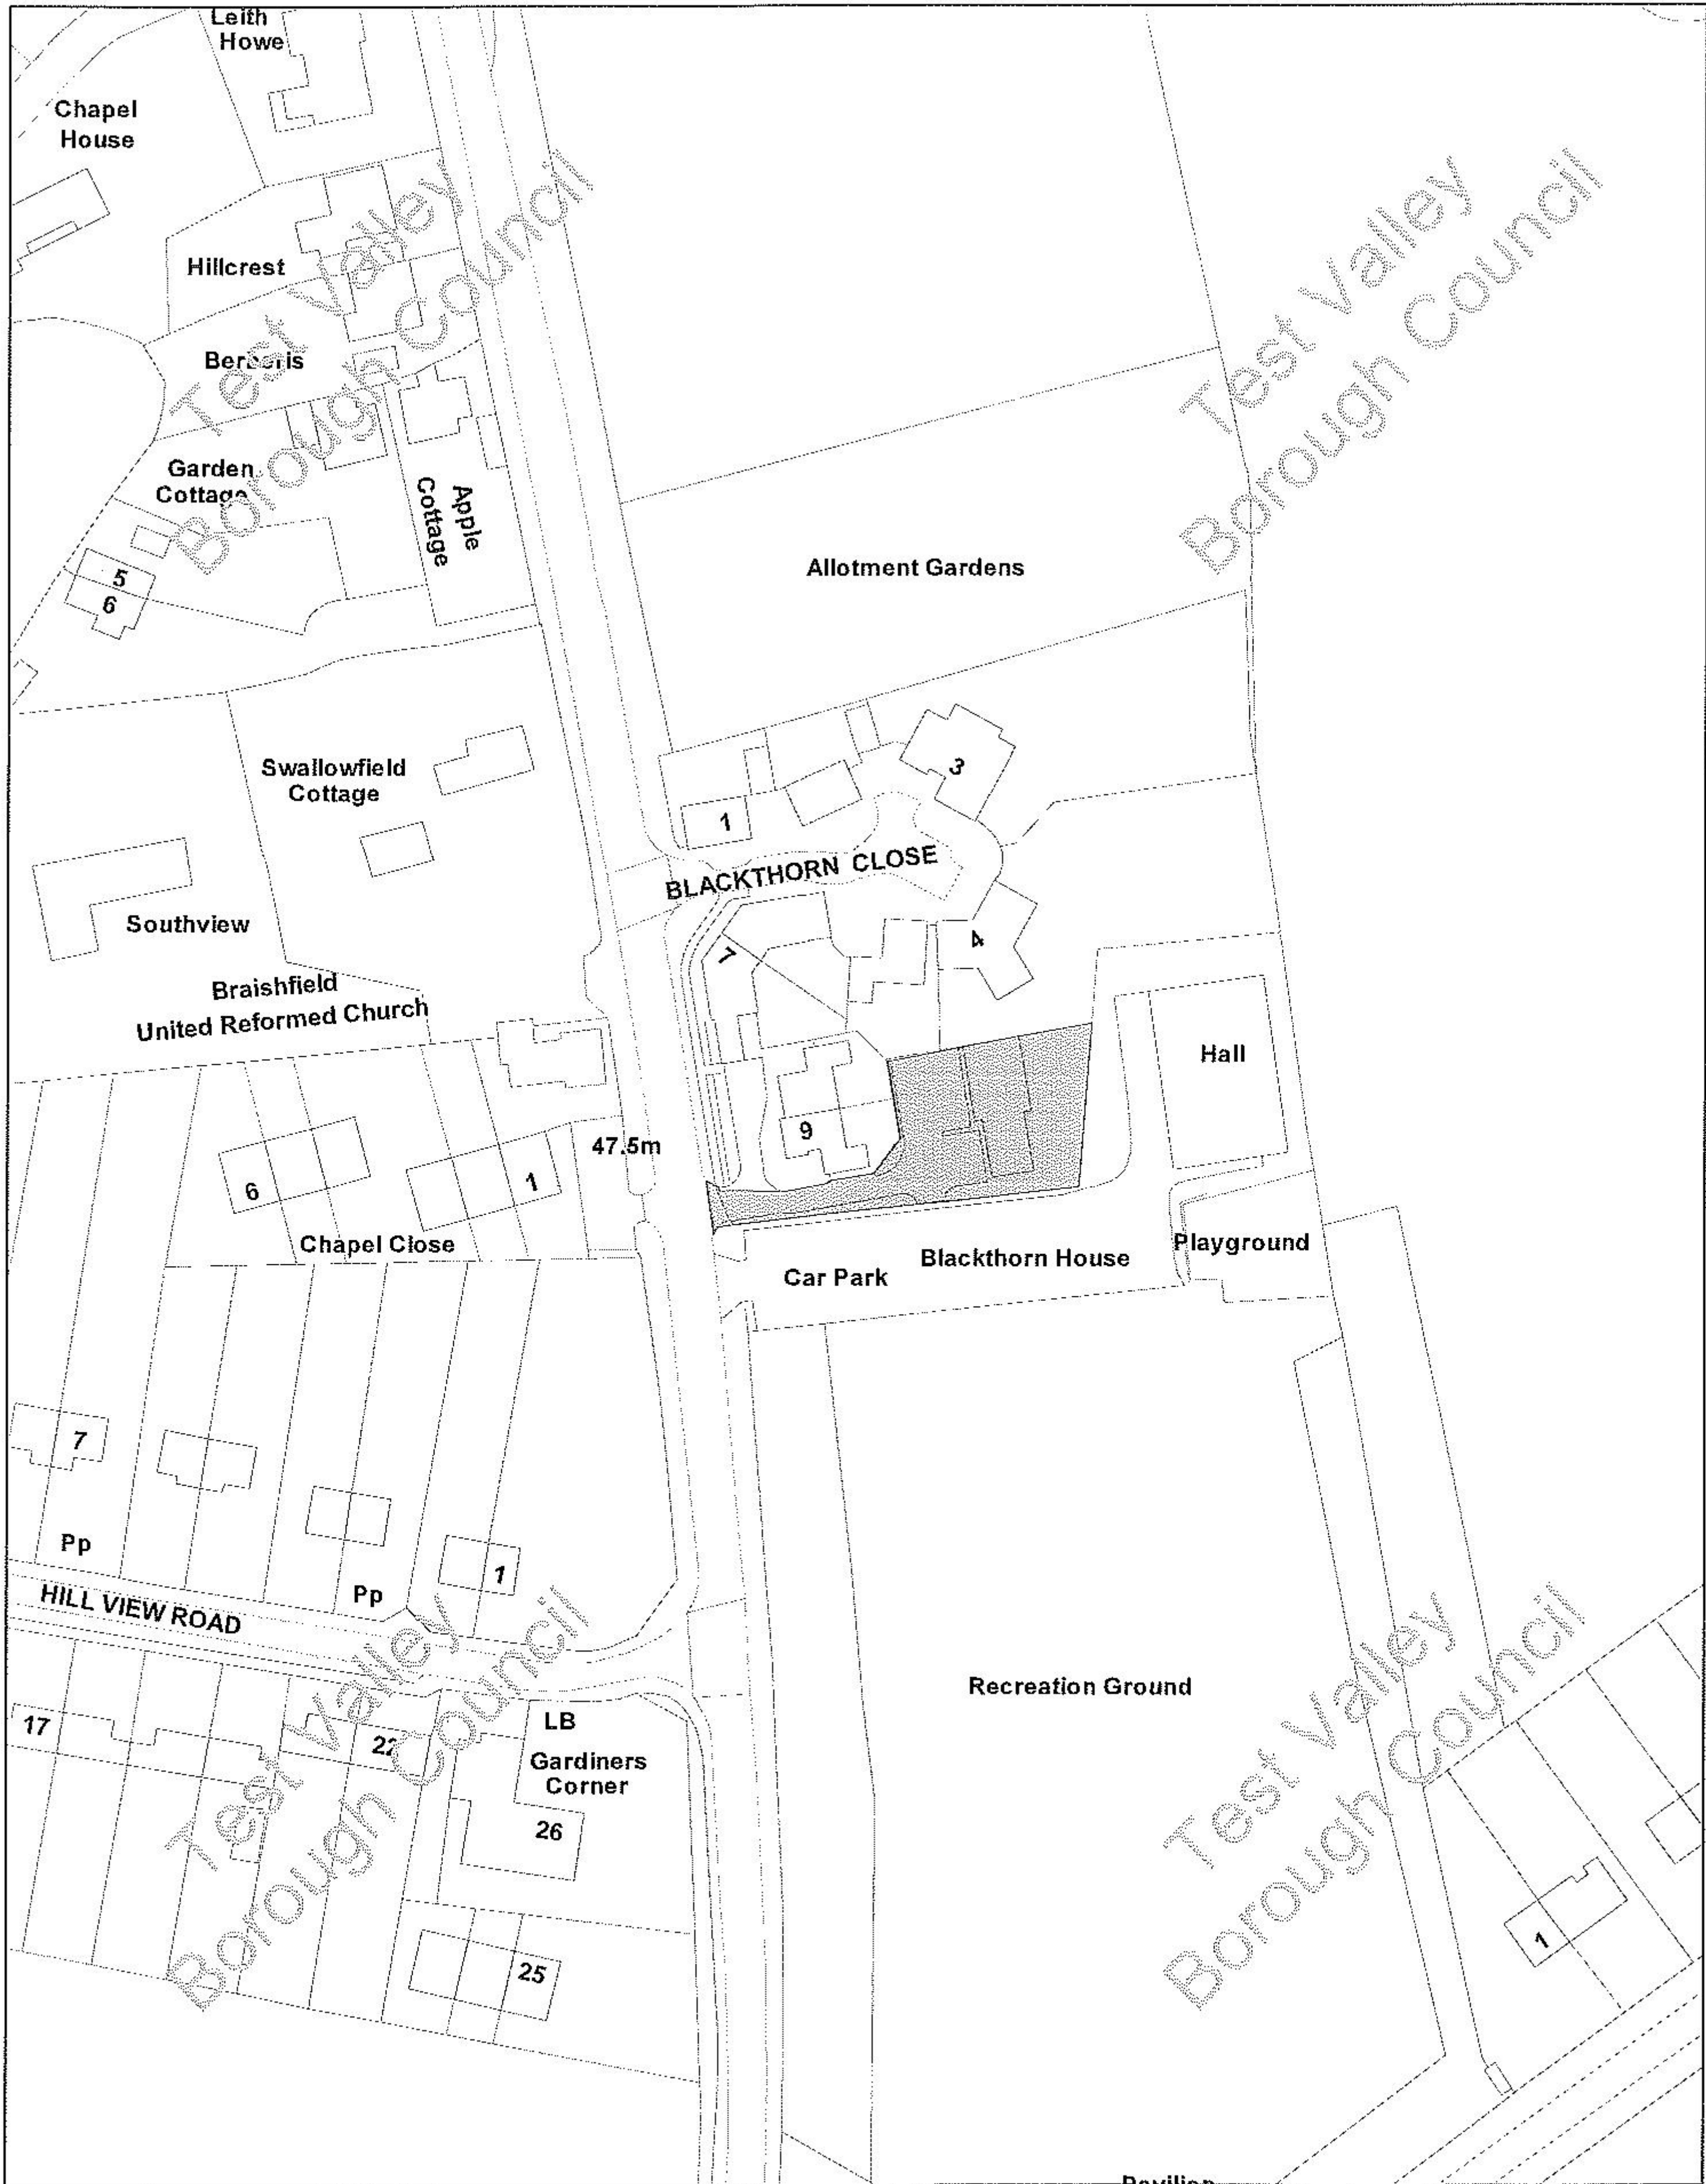 Leith
Howe
Chapel
House
Test Valley
Borough Council
Test Valley
Borough Council
Hillcrest
Berberis
Garden
Cottage
Apple
Cottage
5
6
Allotment Gardens
Swallowfield
Cottage
3
1
BLACKTHORN CLOSE
Southview
7
4
Braishfield
United Reformed Church
Hall
9
47.5m
6
1
Chapel Close
Playground
Blackthorn House
Car Park
7
Pp
1
Pp
HILL VIEW ROAD
Test Valley
Borough Council
Test Valley
Borough Council
Recreation Ground
17
22
LB
Gardiners
Corner
26
1
25